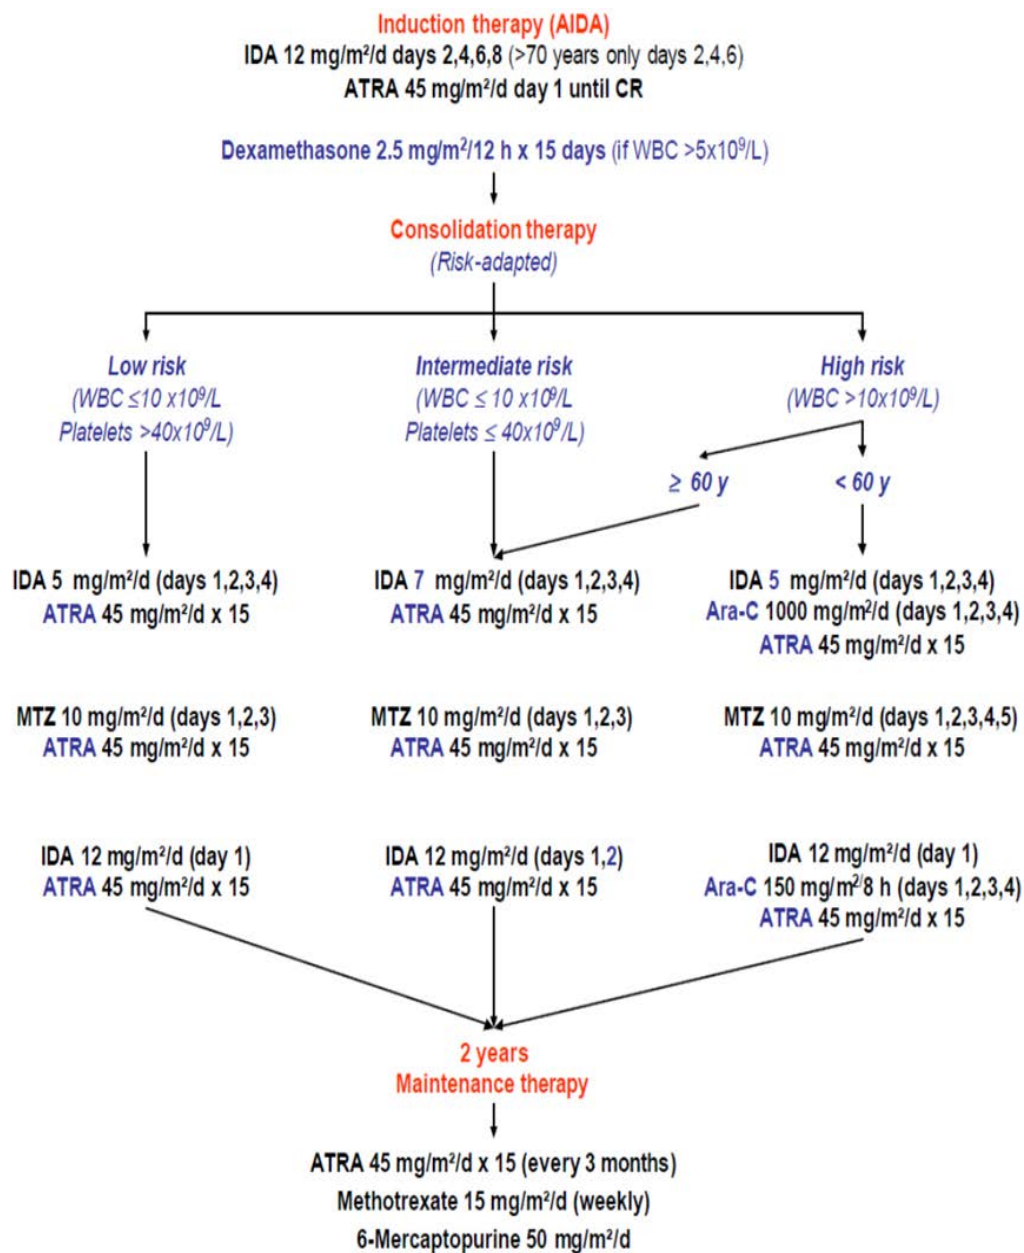 Induction therapy (AIDA)
IDA 12 mg/m²/d days 2,4,6,8 (>70 years only days 2,4,6)
ATRA 45 mg/m²/d day 1 until CR
Dexamethasone 2.5 mg/m²/12 h x 15 days (if WBC >5x10⁹/L)
Consolidation therapy
(Risk-adapted)
Low risk
(WBC ≤10 x10⁹/L
Platelets >40x10⁹/L)
Intermediate risk
(WBC ≤ 10 x10⁹/L
Platelets ≤ 40x10⁹/L)
High risk
(WBC >10x10⁹/L)
≥ 60 y
< 60 y
IDA 5 mg/m²/d (days 1,2,3,4)
ATRA 45 mg/m²/d x 15
IDA 7 mg/m²/d (days 1,2,3,4)
ATRA 45 mg/m²/d x 15
IDA 5 mg/m²/d (days 1,2,3,4)
Ara-C 1000 mg/m²/d (days 1,2,3,4)
ATRA 45 mg/m²/d x 15
MTZ 10 mg/m²/d (days 1,2,3)
ATRA 45 mg/m²/d x 15
MTZ 10 mg/m²/d (days 1,2,3)
ATRA 45 mg/m²/d x 15
MTZ 10 mg/m²/d (days 1,2,3,4,5)
ATRA 45 mg/m²/d x 15
IDA 12 mg/m²/d (day 1)
ATRA 45 mg/m²/d x 15
IDA 12 mg/m²/d (days 1,2)
ATRA 45 mg/m²/d x 15
IDA 12 mg/m²/d (day 1)
Ara-C 150 mg/m²/8 h (days 1,2,3,4)
ATRA 45 mg/m²/d x 15
2 years
Maintenance therapy
ATRA 45 mg/m²/d x 15 (every 3 months)
Methotrexate 15 mg/m²/d (weekly)
6-Mercaptopurine 50 mg/m²/d